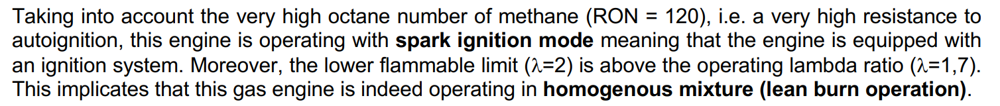 Taking into account the very high octane number of methane (RON = 120), i.e. a very high resistance to
autoignition, this engine is operating with spark ignition mode meaning that the engine is equipped with
an ignition system. Moreover, the lower flammable limit (λ=2) is above the operating lambda ratio (λ=1,7).
This implicates that this gas engine is indeed operating in homogenous mixture (lean burn operation).